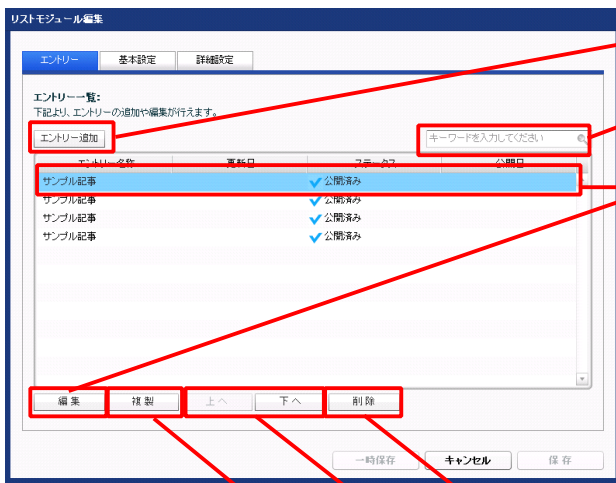 リストモジュール編集
エントリー 基本設定 詳細設定
エントリー一覧:
下記より、エントリーの追加や編集が行えます。
エントリー追加 キーワードを入力してください
エントリー名称 更新日 ステータス 公開日
サンプル記事 公開済み
サンプル記事 公開済み
サンプル記事 公開済み
サンプル記事 公開済み
編集 複製 上へ 下へ 削除
一時保存 キャンセル 保存